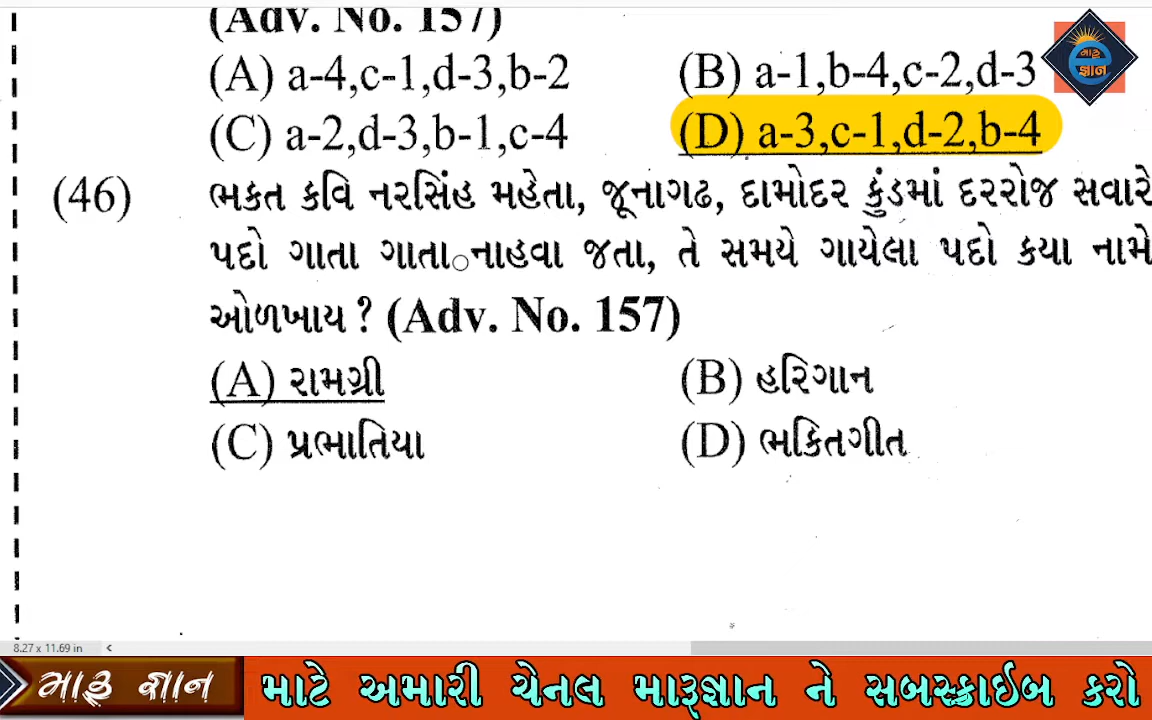 (Adv. No. 157)
(A) a-4,c-1,d-3,b-2
(B) a-1,b-4,c-2,d-3
(C) a-2,d-3,b-1,c-4
(D) a-3,c-1,d-2,b-4
(46) ભકત કવિ નરસિંહ મહેતા, જૂનાગઢ, દામોદર કુંડમાં દરરોજ સવારે
પદો ગાતા ગાતા નાહવા જતા, તે સમયે ગાયેલા પદો કયા નામે
ઓળખાય? (Adv. No. 157)
(A) રામગ્રી
(B) હરિગાન
(C) પ્રભાતિયા
(D) ભકિતગીત
મારૂ જ્ઞાન
8.27 x 11.69 in
મારૂ જ્ઞાન
માટે અમારી ચેનલ મારૂજ્ઞાન ને સબસ્ક્રાઇબ કરો